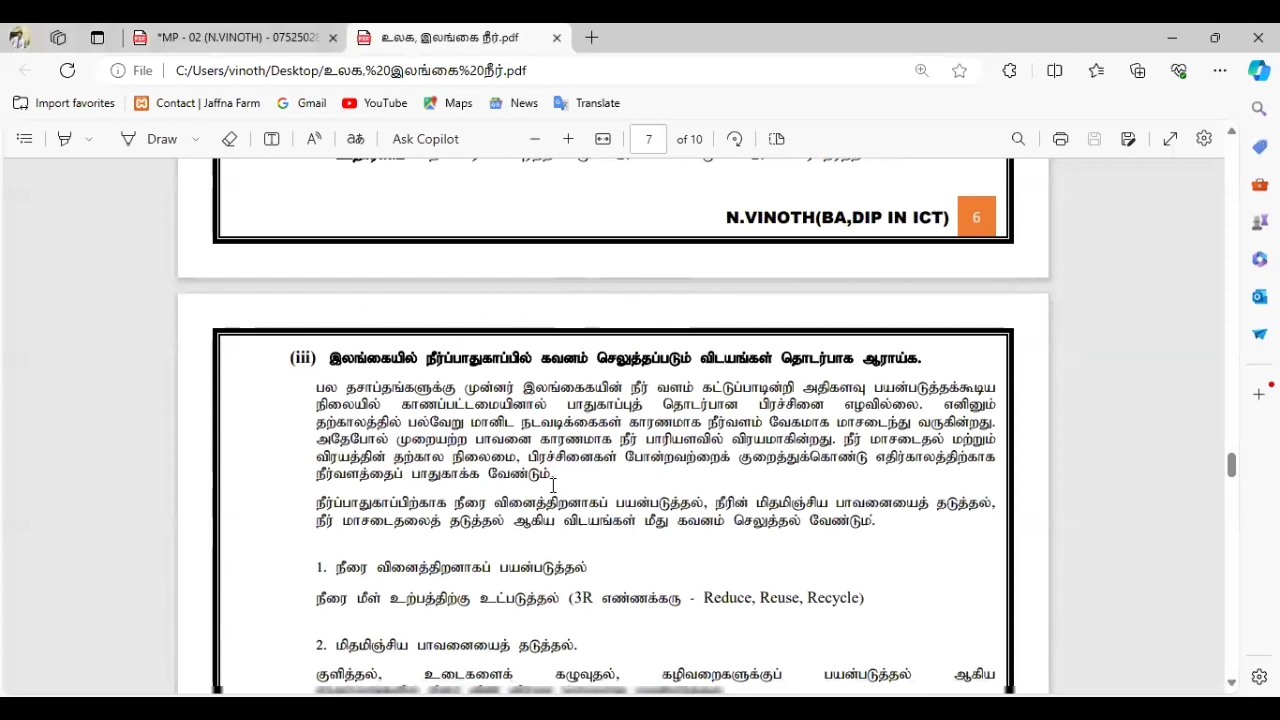 *MP - 02 (N.VINOTH) - 07525028
உலக, இலங்கை நீர்.pdf
File
C:/Users/vinoth/Desktop/உலக,%20இலங்கை%20நீர்.pdf
Import favorites
Contact | Jaffna Farm
Gmail
YouTube
Maps
News
Translate
Draw
Ask Copilot
7 of 10
N.VINOTH(BA,DIP IN ICT) 6
(iii) இலங்கையில் நீர்ப்பாதுகாப்பில் கவனம் செலுத்தப்படும் விடயங்கள் தொடர்பாக ஆராய்க.
பல தசாப்தங்களுக்கு முன்னர் இலங்கைகயின் நீர் வளம் கட்டுப்பாடின்றி அதிகளவு பயன்படுத்தக்கூடிய
நிலையில் காணப்பட்டமையினால் பாதுகாப்புத் தொடர்பான பிரச்சினை எழவில்லை. எனினும்
தற்காலத்தில் பல்வேறு மானிட நடவடிக்கைகள் காரணமாக நீர்வளம் வேகமாக மாசடைந்து வருகின்றது.
அதேபோல் முறையற்ற பாவனை காரணமாக நீர் பாரியளவில் விரயமாகின்றது. நீர் மாசடைதல் மற்றும்
விரயத்தின் தற்கால நிலைமை, பிரச்சினைகள் போன்றவற்றைக் குறைத்துக்கொண்டு எதிர்காலத்திற்காக
நீர்வளத்தைப் பாதுகாக்க வேண்டும்.
நீர்ப்பாதுகாப்பிற்காக நீரை வினைத்திறனாகப் பயன்படுத்தல், நீரின் மிதமிஞ்சிய பாவனையைத் தடுத்தல்,
நீர் மாசடைதலைத் தடுத்தல் ஆகிய விடயங்கள் மீது கவனம் செலுத்தல் வேண்டும்.
1. நீரை வினைத்திறனாகப் பயன்படுத்தல்
நீரை மீள் உற்பத்திற்கு உட்படுத்தல் (3R எண்ணக்கரு - Reduce, Reuse, Recycle)
2. மிதமிஞ்சிய பாவனையைத் தடுத்தல்.
குளித்தல், உடைகளைக் கழுவுதல், கழிவறைகளுக்குப் பயன்படுத்தல் ஆகிய